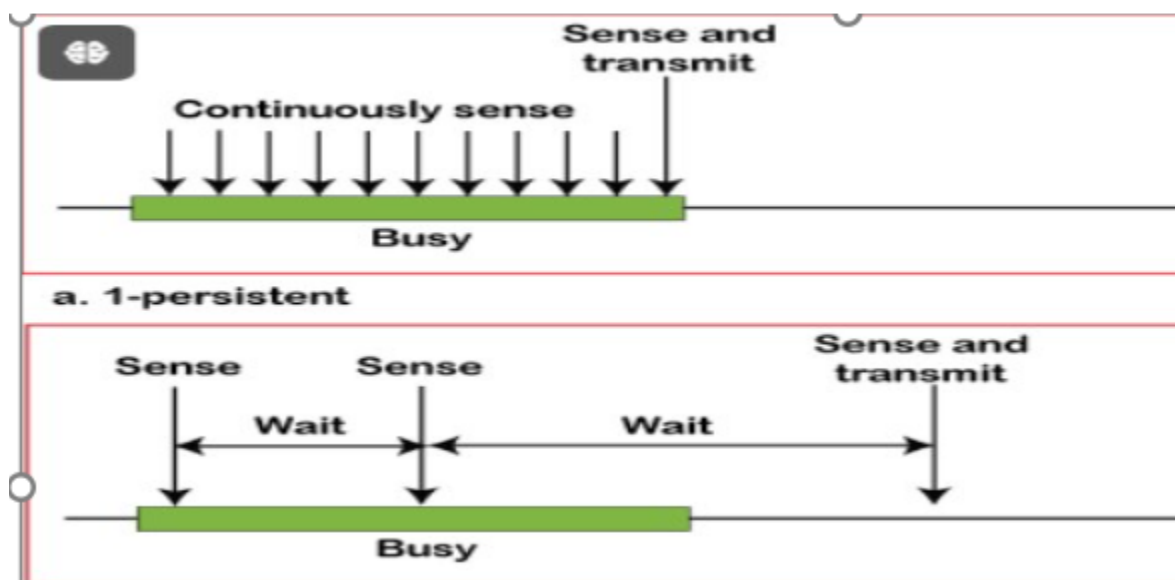 Sense and
transmit
Continuously sense
Busy
a. 1-persistent
Sense
Sense
Sense and
transmit
Wait
Wait
Busy